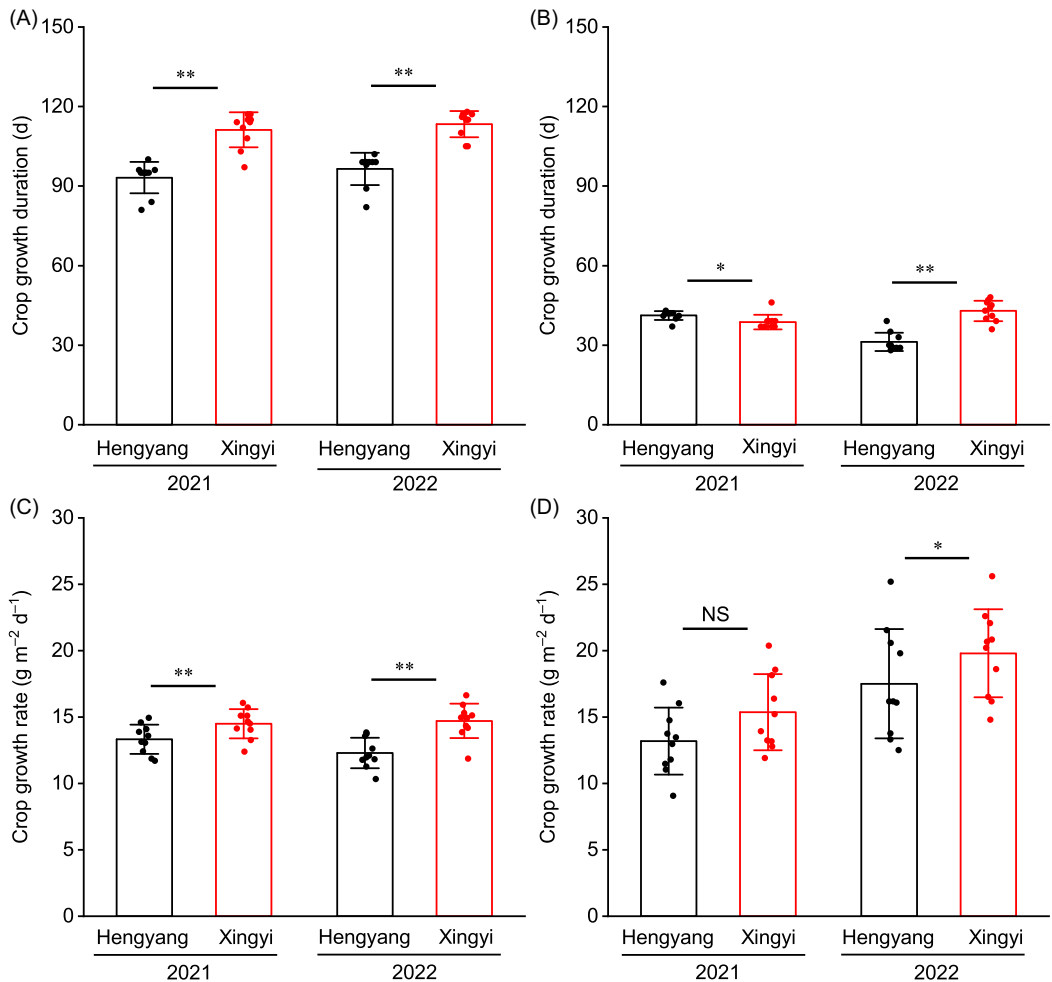 (A)
Crop growth duration (d)
150
120
90
60
30
0
**
**
Hengyang Xingyi Hengyang Xingyi
2021 2022
(B)
Crop growth duration (d)
150
120
90
60
30
0
*
**
Hengyang Xingyi Hengyang Xingyi
2021 2022
(C)
Crop growth rate (g m⁻² d⁻¹)
30
25
20
15
10
5
0
**
**
Hengyang Xingyi Hengyang Xingyi
2021 2022
(D)
Crop growth rate (g m⁻² d⁻¹)
30
25
20
15
10
5
0
NS
*
Hengyang Xingyi Hengyang Xingyi
2021 2022